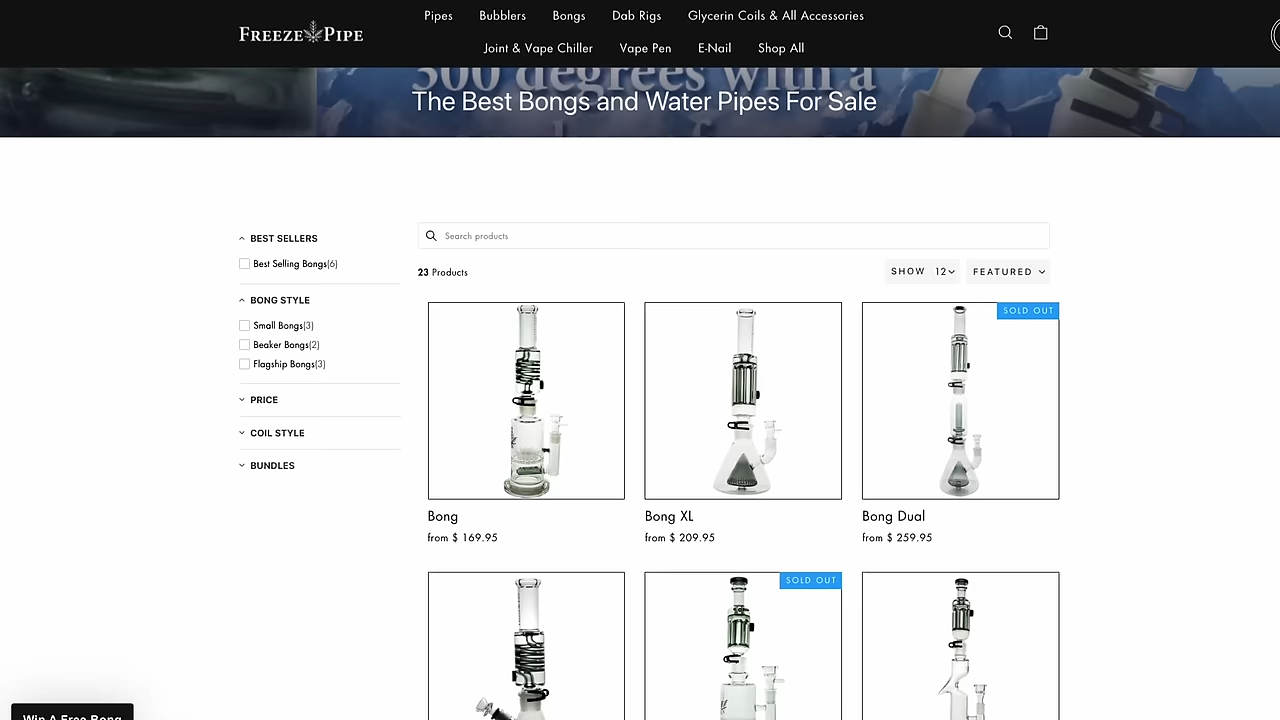 Pipes
Bubblers
Bongs
Dab Rigs
Glycerin Coils & All Accessories
FREEZE PIPE
Joint & Vape Chiller
Vape Pen
E-Nail
Shop All
300 degrees with a
The Best Bongs and Water Pipes For Sale
BEST SELLERS
Best Selling Bongs(6)
BONG STYLE
Small Bongs(3)
Beaker Bongs(2)
Flagship Bongs(3)
PRICE
COIL STYLE
BUNDLES
Search products
23 Products
SHOW 12
FEATURED
SOLD OUT
Bong
from $ 169.95
Bong XL
from $ 209.95
Bong Dual
from $ 259.95
SOLD OUT
Win A Free Bong